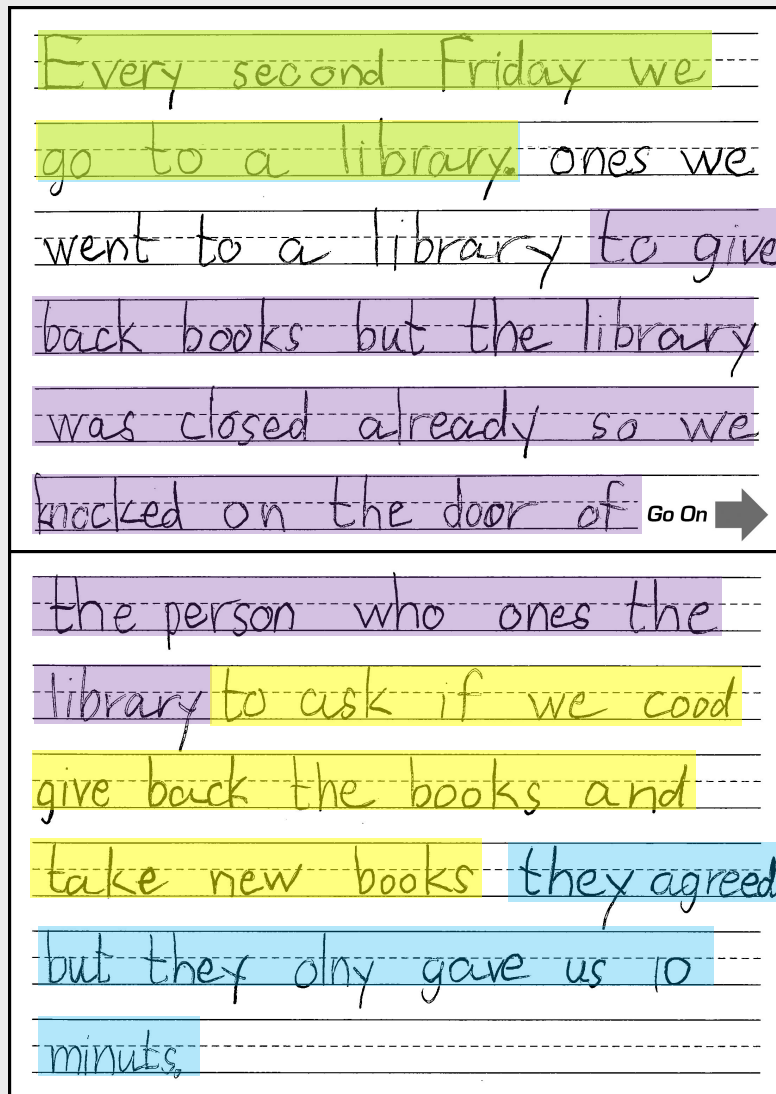 Every second Friday we
go to a library. ones we
went to a library to give
back books but the library
was closed already so we
knocked on the door of
Go On
the person who ones the
library to ask if we cood
give back the books and
take new books they agreed
but they olny gave us 10
minuts.